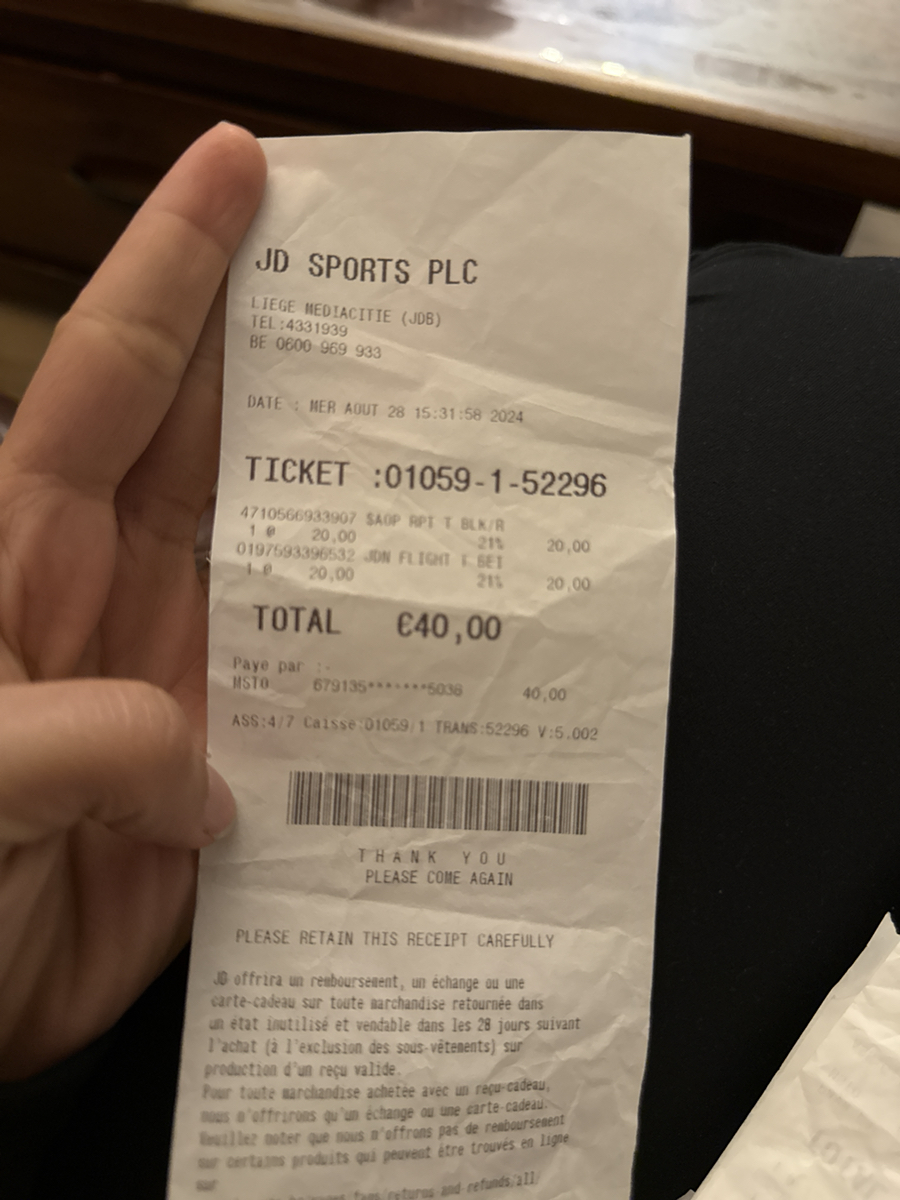 JD SPORTS PLC
LIEGE MEDIACITIE (JDB)
TEL:4331939
BE 0600 969 933
DATE : MER AOUT 28 15:31:58 2024
TICKET :01059-1-52296
4710566933907 $AOP RPT T BLK/R
1 @ 20,00 21% 20,00
0197593396532 JDN FLIGHT T BEI
1 @ 20,00 21% 20,00
TOTAL €40,00
Paye par :-
MSTO 679135*******5038 40,00
ASS:4/7 Caisse:01059/1 TRANS:52296 V:5.002
THANK YOU
PLEASE COME AGAIN
PLEASE RETAIN THIS RECEIPT CAREFULLY
JD offrira un remboursement, un échange ou une
carte-cadeau sur toute marchandise retournée dans
un état inutilisé et vendable dans les 28 jours suivant
l'achat (à l'exclusion des sous-vêtements) sur
production d'un reçu valide.
Pour toute marchandise achetée avec un reçu-cadeau,
nous n'offrirons qu'un échange ou une carte-cadeau.
Veuillez noter que nous n'offrons pas de remboursement
sur certains produits qui peuvent être trouvés en ligne
sur
returns and refunds/all/